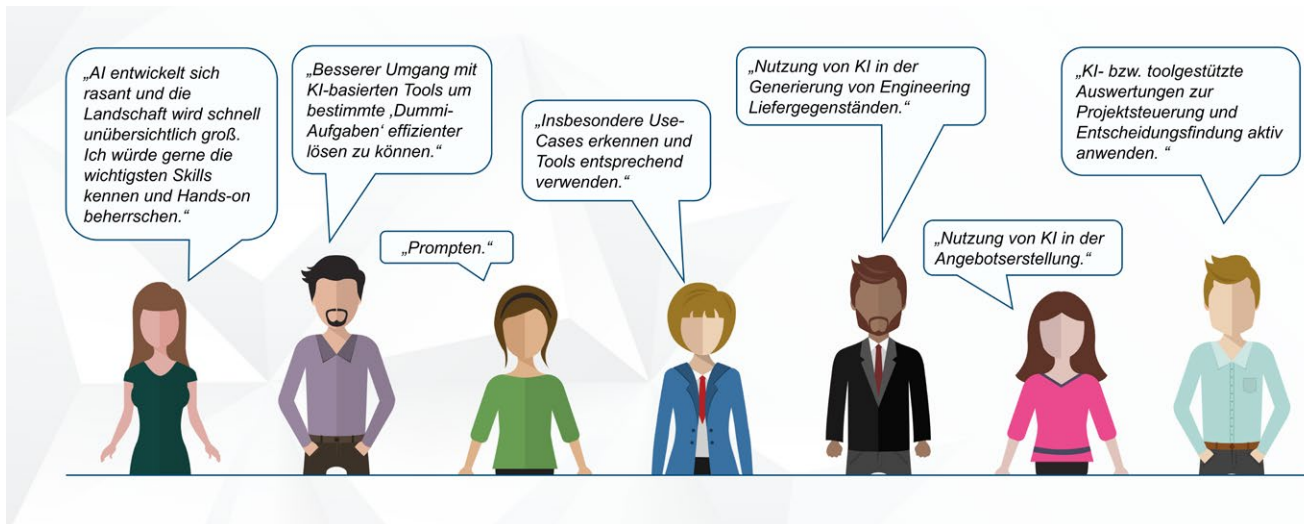 „AI entwickelt sich
rasant und die
Landschaft wird schnell
unübersichtlich groß.
Ich würde gerne die
wichtigsten Skills
kennen und Hands-on
beherrschen.“
„Besserer Umgang mit
KI-basierten Tools um
bestimmte ‚Dummi-
Aufgaben‘ effizienter
lösen zu können.“
„Prompten.“
„Insbesondere Use-
Cases erkennen und
Tools entsprechend
verwenden.“
„Nutzung von KI in der
Generierung von Engineering
Liefergegenständen.“
„Nutzung von KI in der
Angebotserstellung.“
„KI- bzw. toolgestützte
Auswertungen zur
Projektsteuerung und
Entscheidungsfindung aktiv
anwenden. “